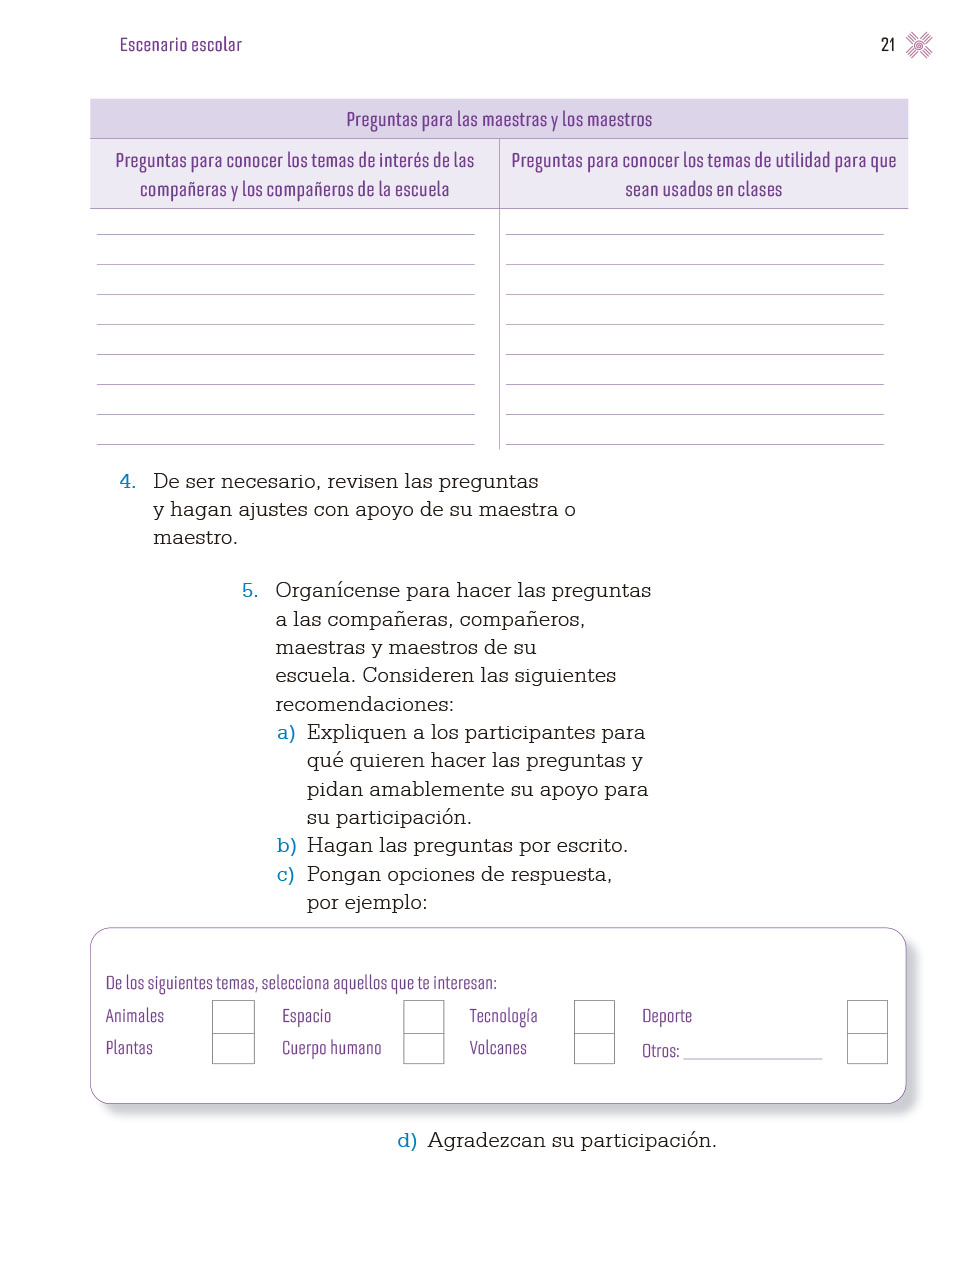 Escenario escolar
21
Preguntas para las maestras y los maestros
Preguntas para conocer los temas de interés de las
compañeras y los compañeros de la escuela
Preguntas para conocer los temas de utilidad para que
sean usados en clases
4. De ser necesario, revisen las preguntas
y hagan ajustes con apoyo de su maestra o
maestro.
5. Organícense para hacer las preguntas
a las compañeras, compañeros,
maestras y maestros de su
escuela. Consideren las siguientes
recomendaciones:
a) Expliquen a los participantes para
qué quieren hacer las preguntas y
pidan amablemente su apoyo para
su participación.
b) Hagan las preguntas por escrito.
c) Pongan opciones de respuesta,
por ejemplo:
De los siguientes temas, selecciona aquellos que te interesan:
Animales Espacio Tecnología Deporte
Plantas Cuerpo humano Volcanes Otros:
d) Agradezcan su participación.